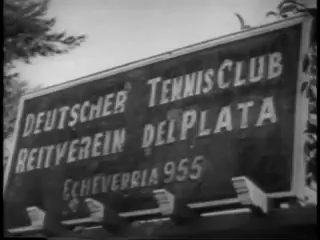 DEUTSCHER TENNISCLUB
REITVEREIN DEL PLATA
ECHEVERRIA 955